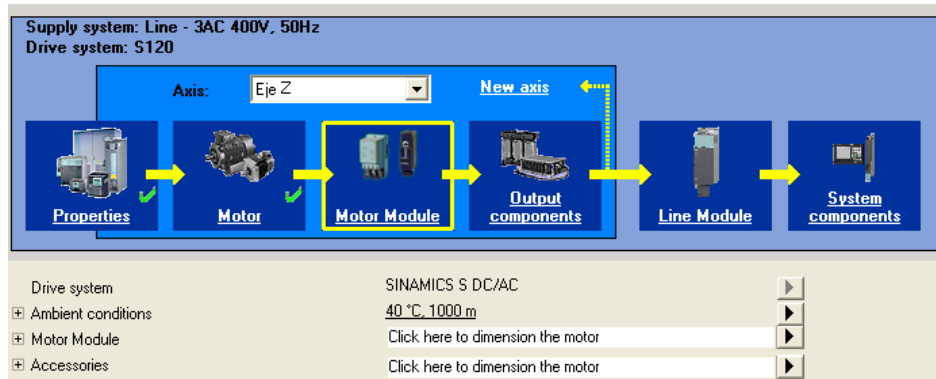 Supply system: Line - 3AC 400V, 50Hz
Drive system: S120
Axis: Eje Z New axis
Properties Motor Motor Module Output components Line Module System components
Drive system SINAMICS S DC/AC
Ambient conditions 40 °C, 1000 m
Motor Module Click here to dimension the motor
Accessories Click here to dimension the motor